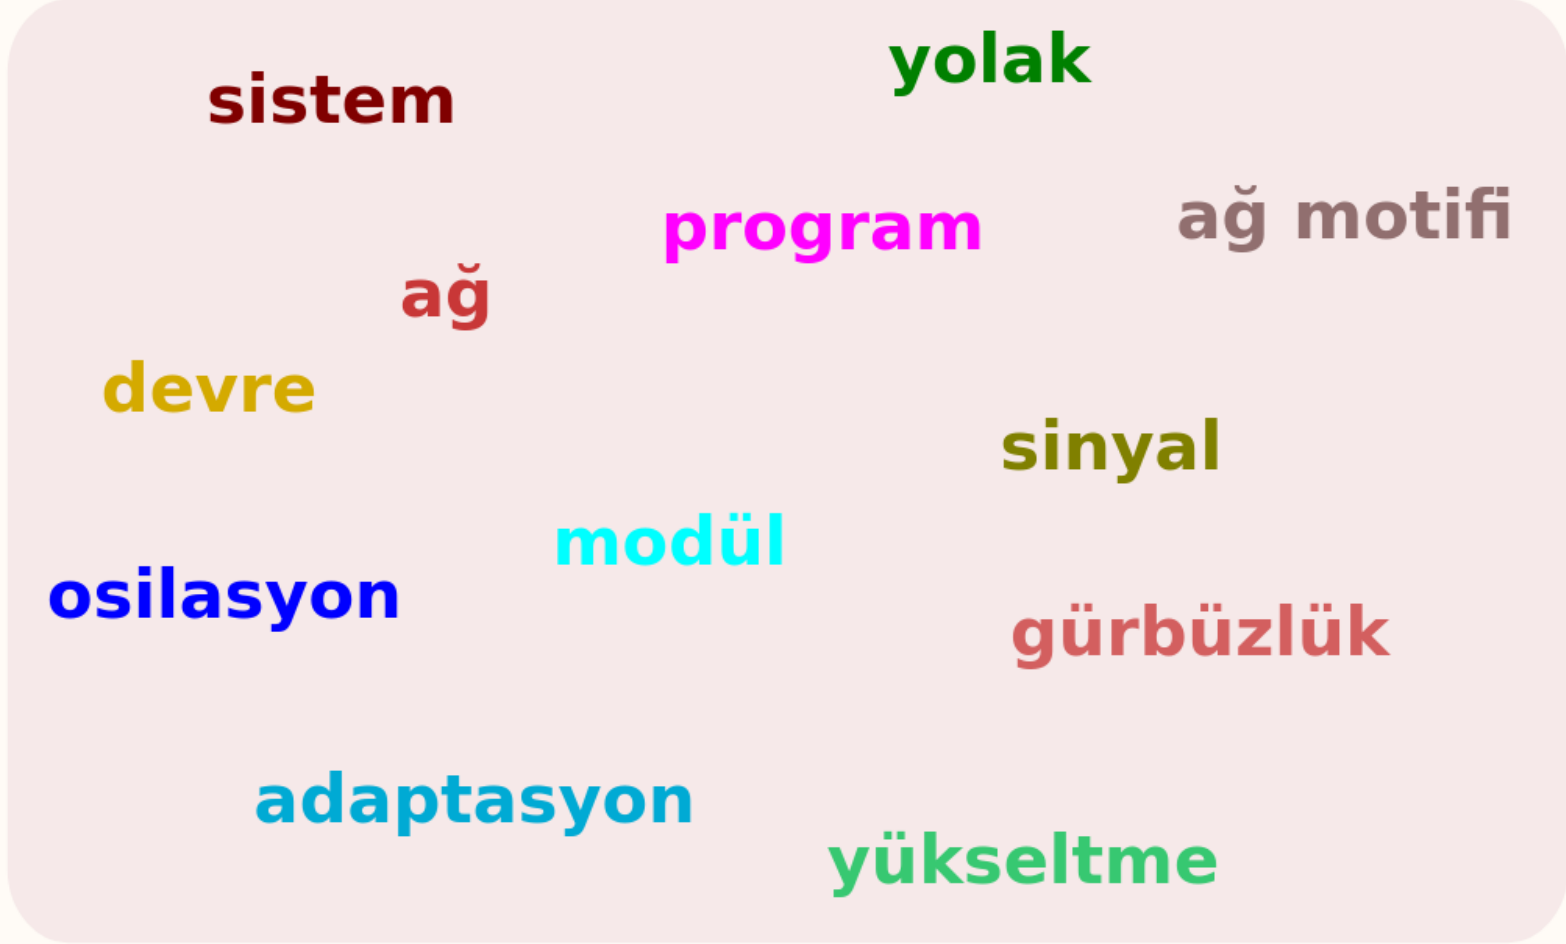 yolak
sistem
ağ motifi
program
ağ
devre
sinyal
modül
osilasyon
gürbüzlük
adaptasyon
yükseltme